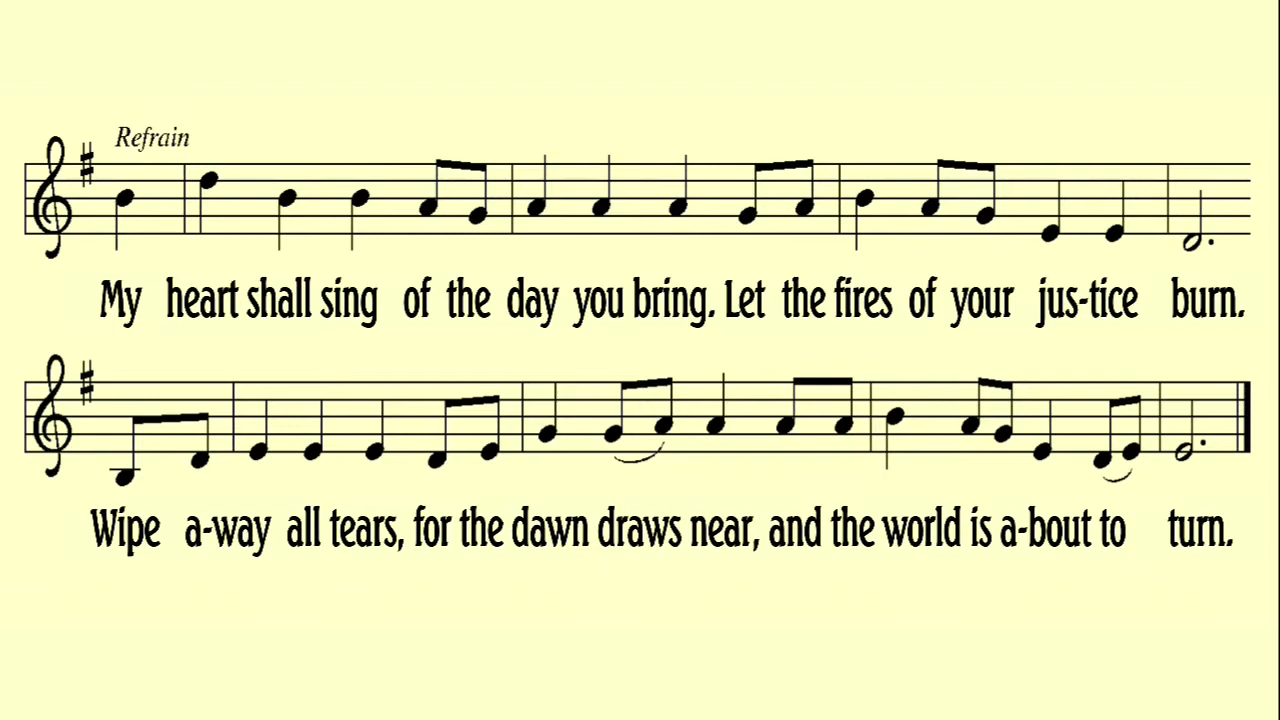 Refrain
My heart shall sing of the day you bring. Let the fires of your jus-tice burn.
Wipe a-way all tears, for the dawn draws near, and the world is a-bout to turn.